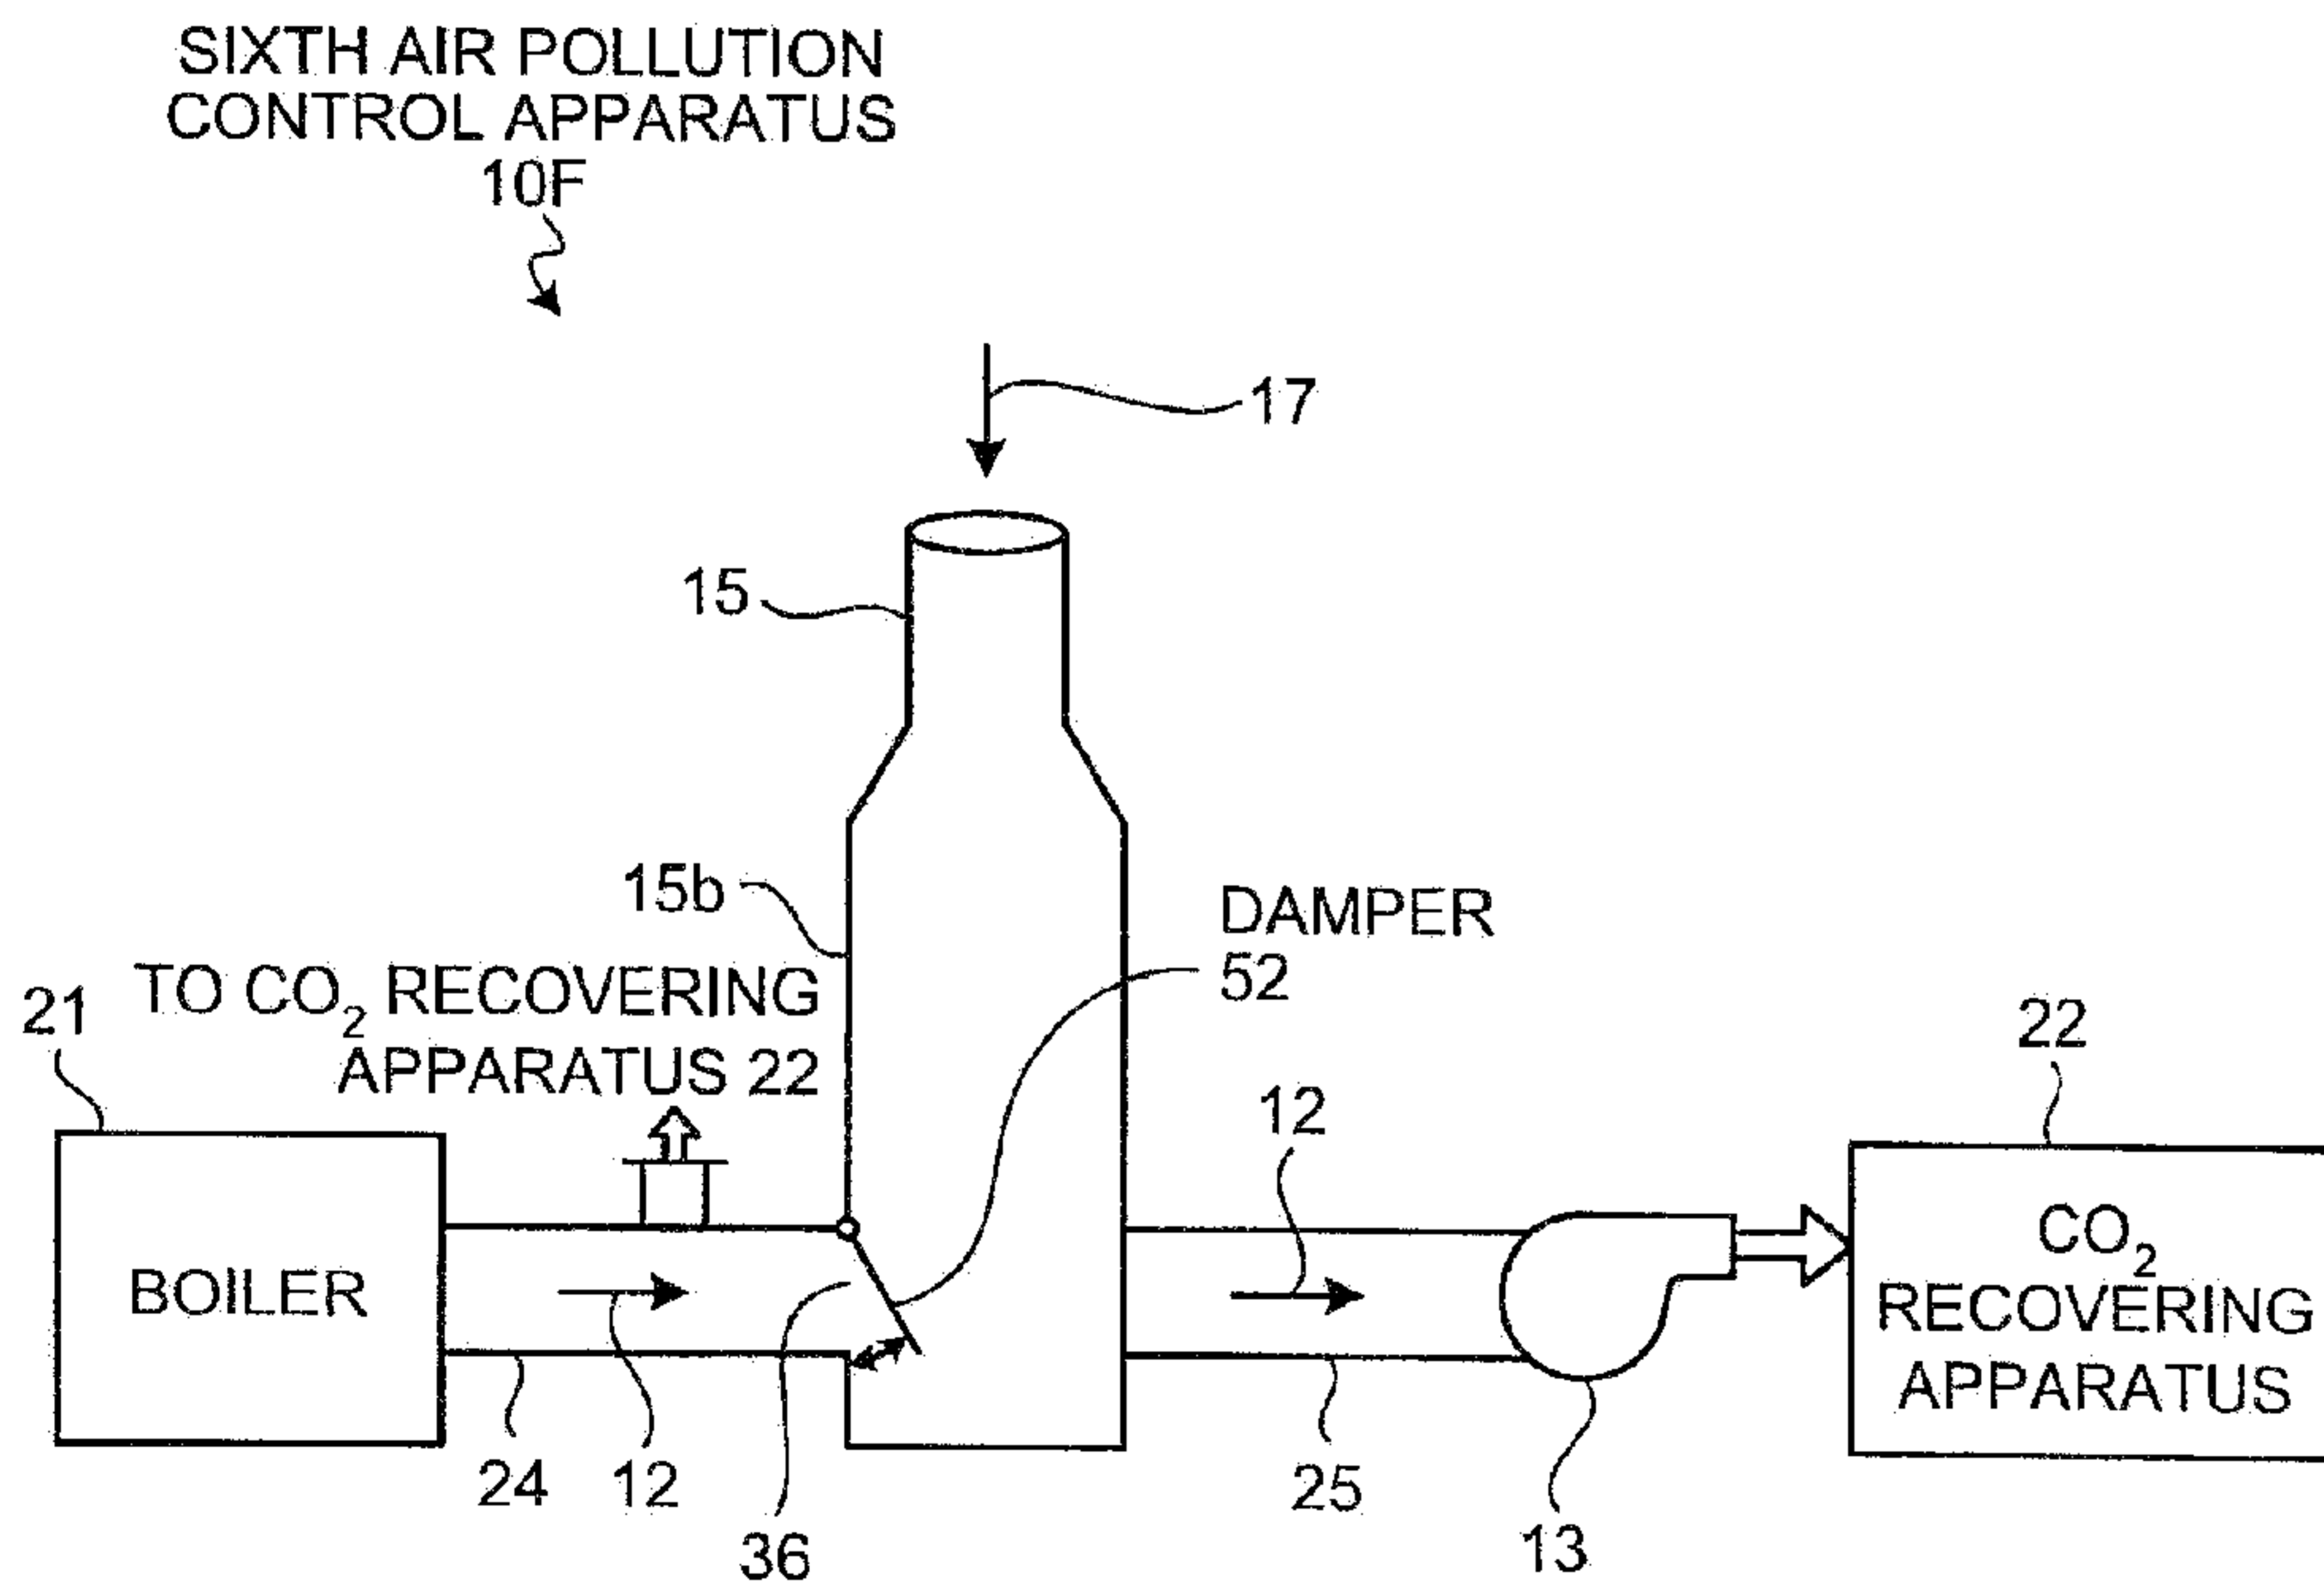 SIXTH AIR POLLUTION
CONTROL APPARATUS
10F
17
15
15b
DAMPER
52
TO CO₂ RECOVERING
APPARATUS 22
21
22
12
BOILER
CO₂
RECOVERING
APPARATUS
24
12
36
25
13